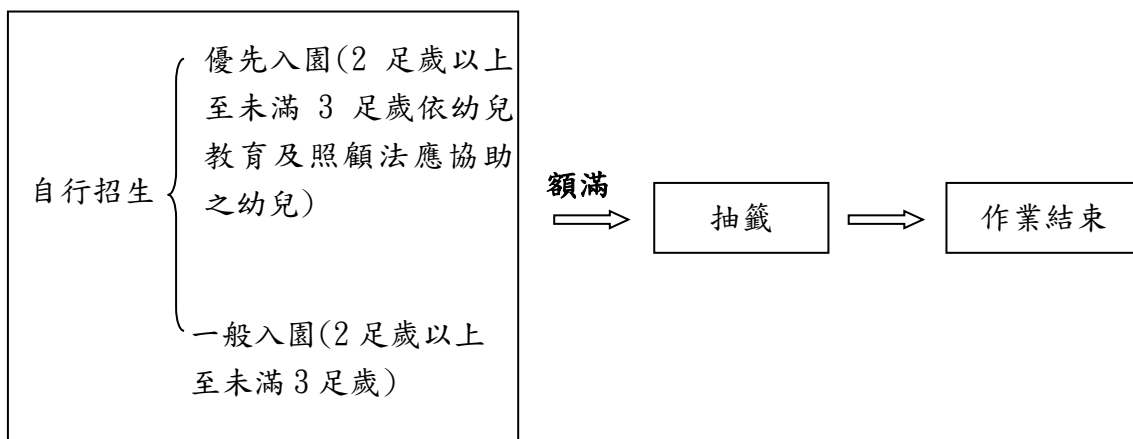 優先入園(2 足歲以上
至未滿 3 足歲依幼兒
教育及照顧法應協助
之幼兒)
自行招生
一般入園(2 足歲以上
至未滿 3 足歲)
額滿
抽籤
作業結束